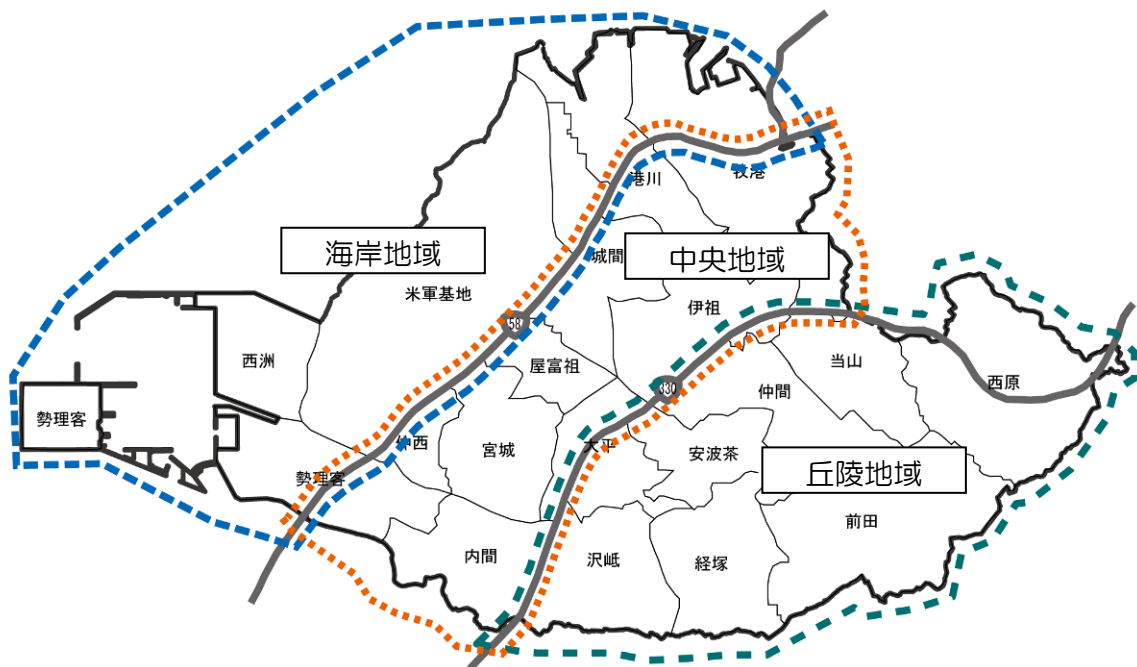 港川
牧港
海岸地域
城間
中央地域
米軍基地
伊祖
58
西洲
屋富祖
当山
西原
330
仲間
勢理客
仲西
宮城
大平
安波茶
勢理客
丘陵地域
前田
内間
沢岻
経塚